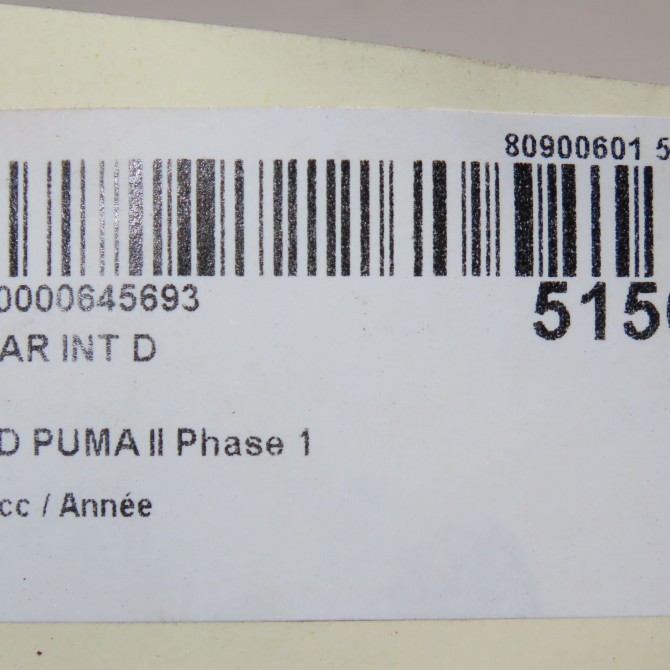 80900601 5
0000645693
515
AR INT D
D PUMA II Phase 1
cc / Année